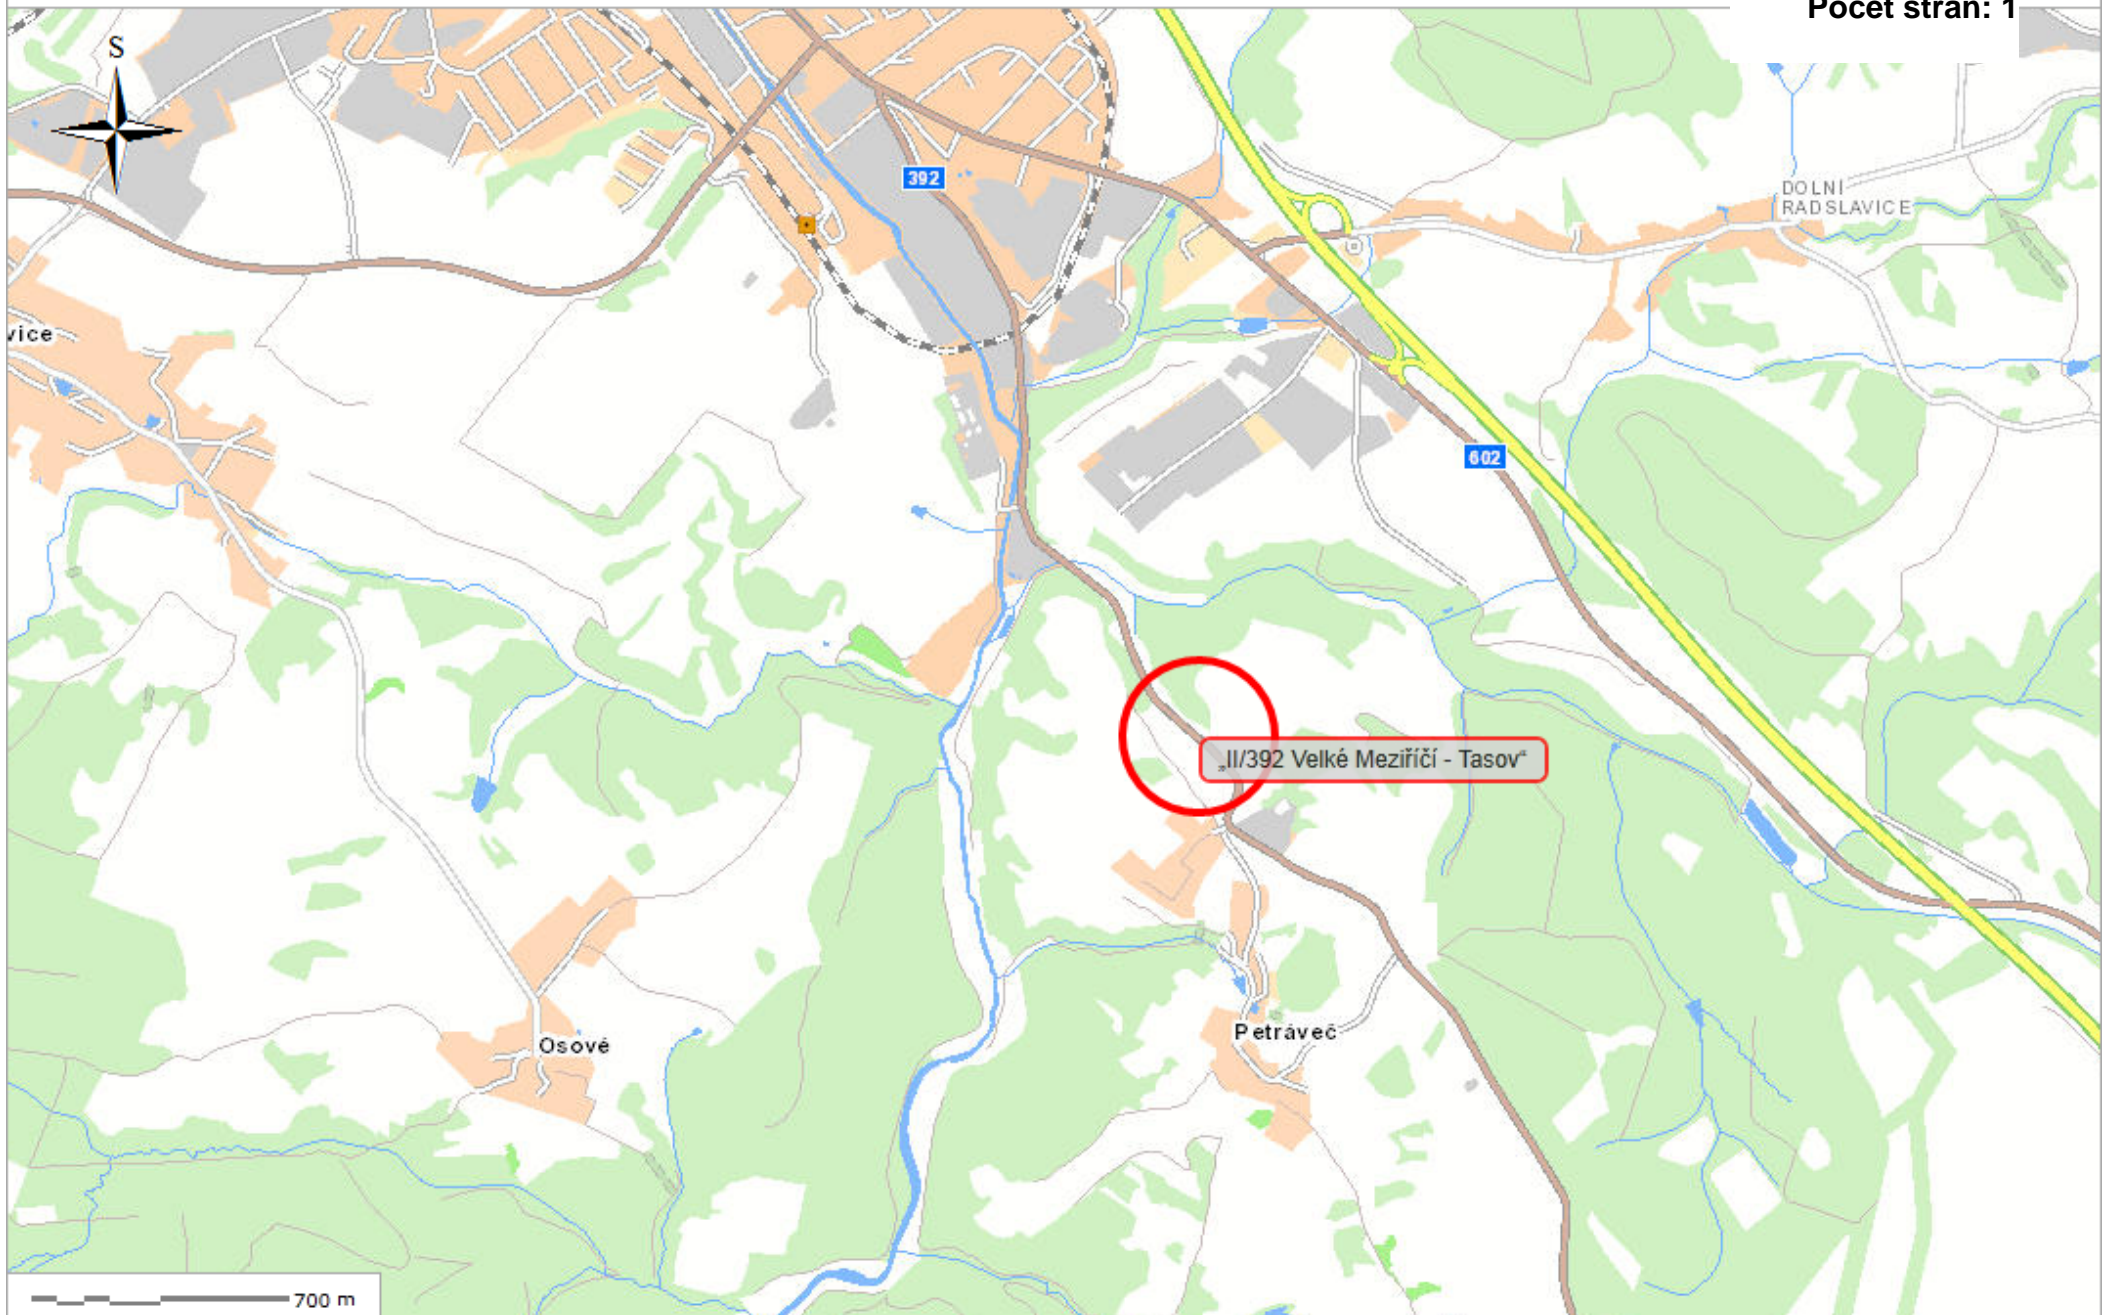 Počet stran: 1
S
392
DOLNÍ
RADSLAVICE
vice
602
„II/392 Velké Meziříčí - Tasov“
Petráveč
Osové
700 m